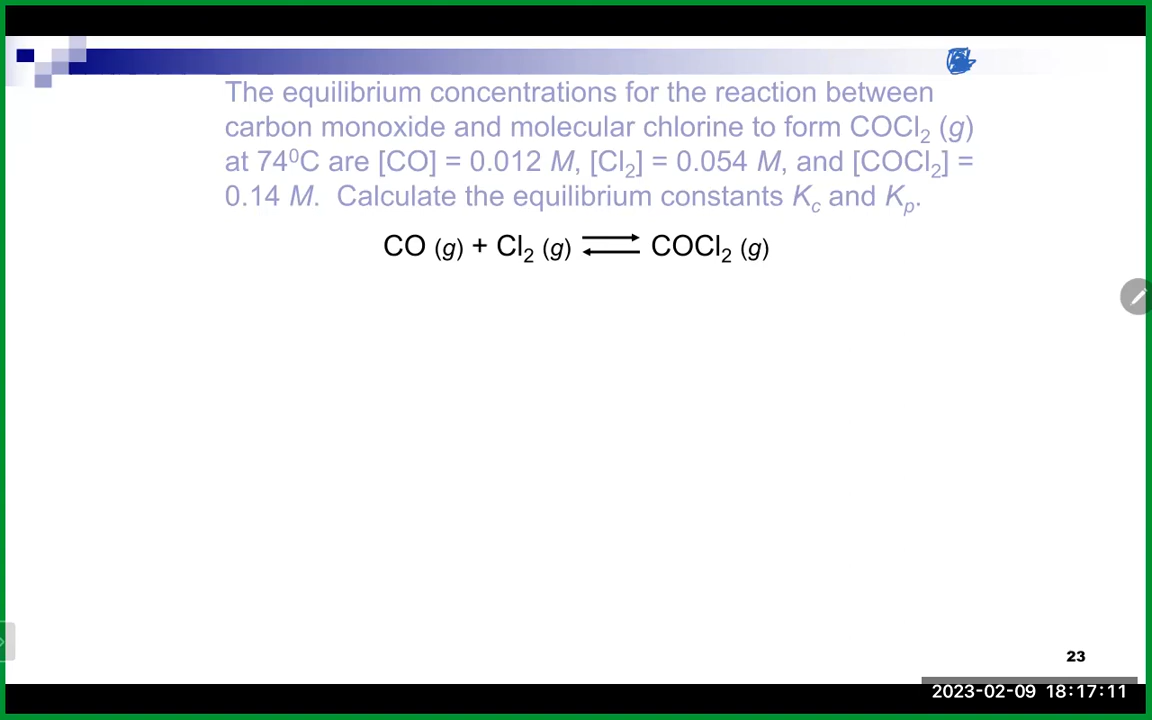 The equilibrium concentrations for the reaction between
carbon monoxide and molecular chlorine to form COCl₂ (g)
at 74⁰C are [CO] = 0.012 M, [Cl₂] = 0.054 M, and [COCl₂] =
0.14 M.  Calculate the equilibrium constants Kc and Kp.
CO (g) + Cl₂ (g) ⇌ COCl₂ (g)
23
2023-02-09 18:17:11